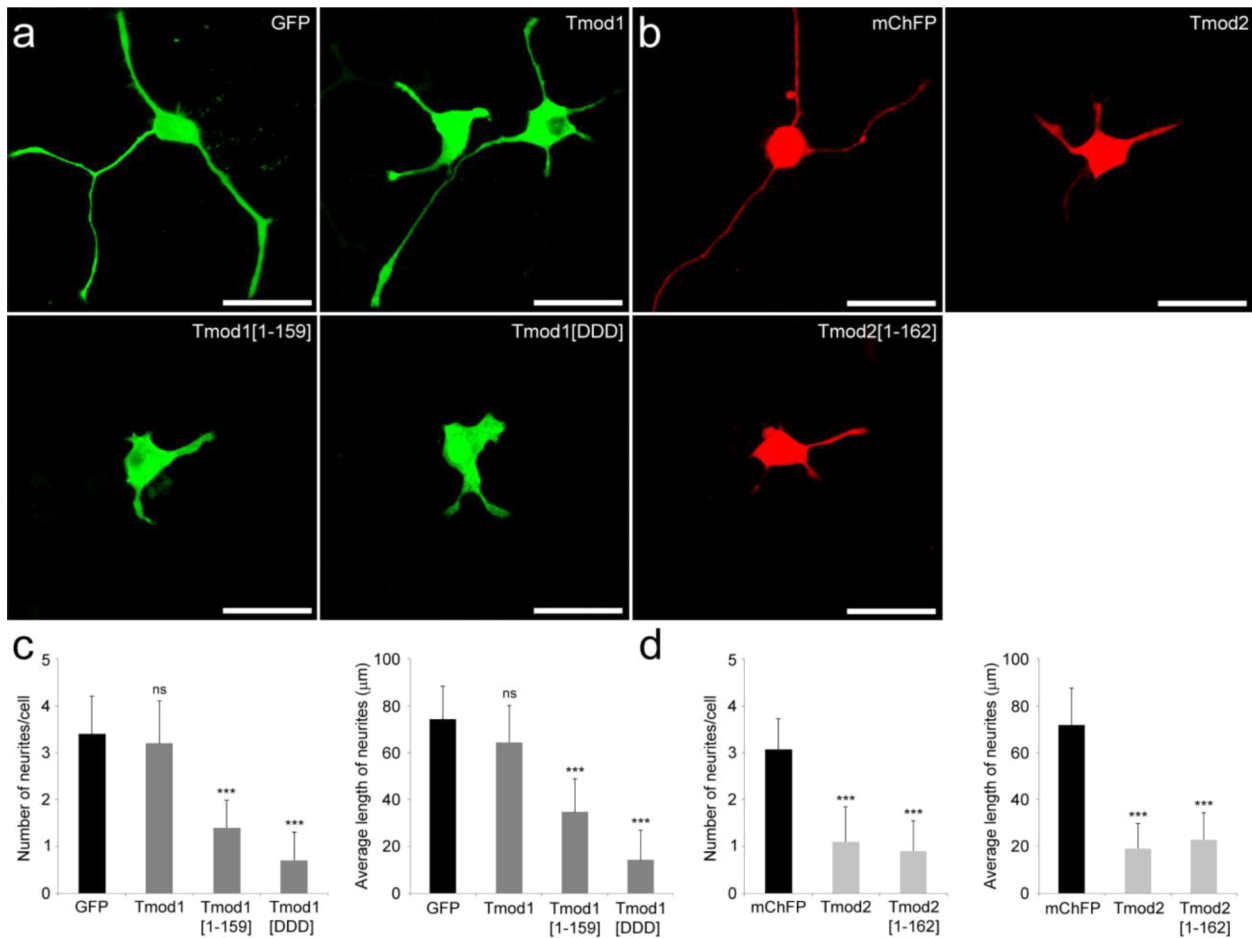 a
GFP
Tmod1
b
mChFP
Tmod2
Tmod1[1-159]
Tmod1[DDD]
Tmod2[1-162]
c
Number of neurites/cell
5
4
3
2
1
0
ns
***
***
GFP
Tmod1
Tmod1
[1-159]
Tmod1
[DDD]
Average length of neurites (μm)
100
80
60
40
20
0
ns
***
***
GFP
Tmod1
Tmod1
[1-159]
Tmod1
[DDD]
d
Number of neurites/cell
5
4
3
2
1
0
***
***
mChFP
Tmod2
Tmod2
[1-162]
Average length of neurites (μm)
100
80
60
40
20
0
***
***
mChFP
Tmod2
Tmod2
[1-162]